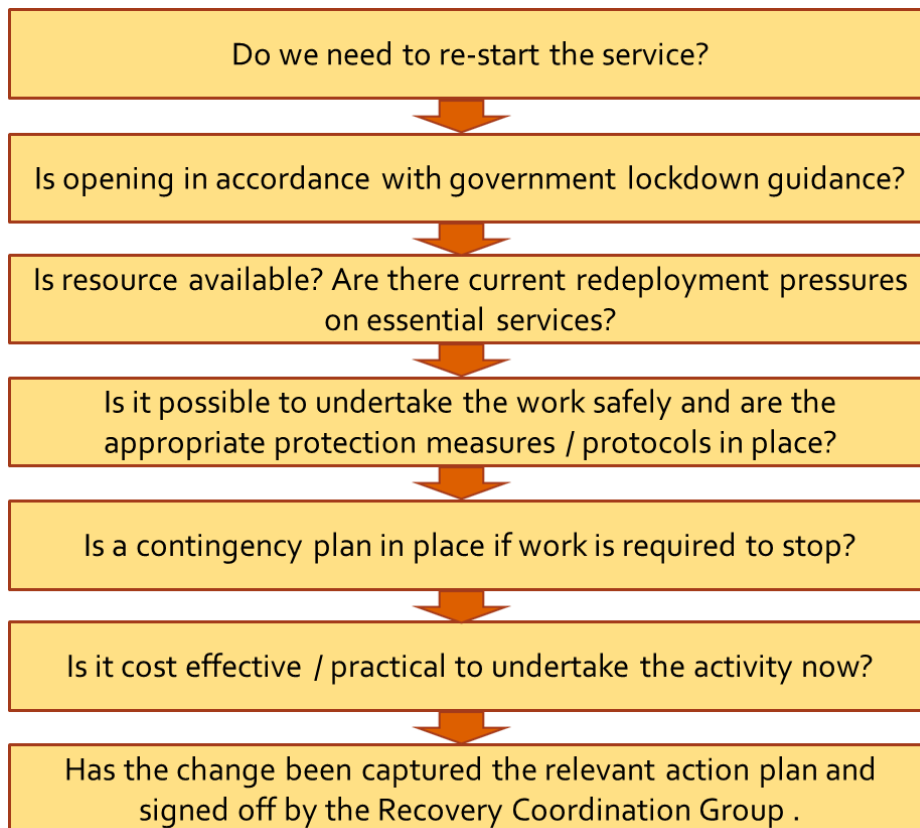 Do we need to re-start the service?
Is opening in accordance with government lockdown guidance?
Is resource available? Are there current redeployment pressures
on essential services?
Is it possible to undertake the work safely and are the
appropriate protection measures / protocols in place?
Is a contingency plan in place if work is required to stop?
Is it cost effective / practical to undertake the activity now?
Has the change been captured the relevant action plan and
signed off by the Recovery Coordination Group .